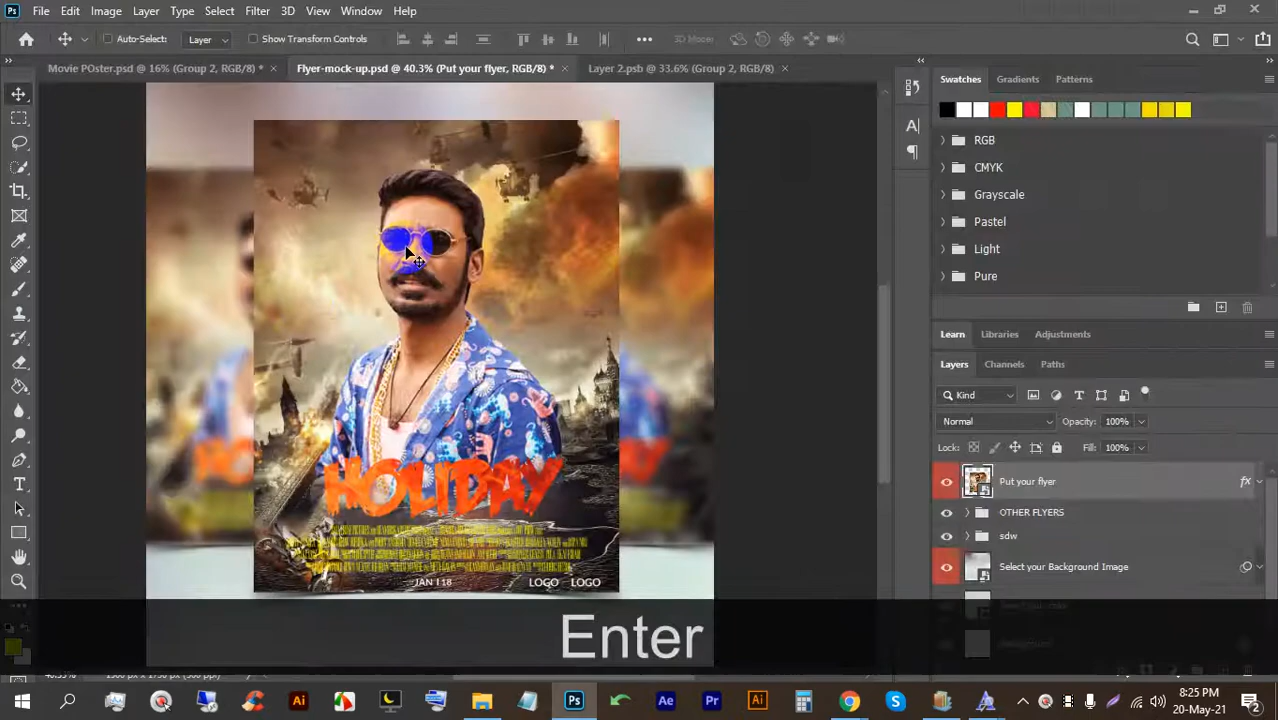 File Edit Image Layer Type Select Filter 3D View Window Help
Auto-Select: Layer Show Transform Controls 3D Mode:
Movie POster.psd @ 16% (Group 2, RGB/8) * Flyer-mock-up.psd @ 40.3% (Put your flyer, RGB/8) * Layer 2.psb @ 33.6% (Group 2, RGB/8)
Swatches Gradients Patterns
RGB
CMYK
Grayscale
Pastel
Light
Pure
Learn Libraries Adjustments
Layers Channels Paths
Kind
Normal Opacity: 100%
Lock: Fill: 100%
Put your flyer fx
OTHER FLYERS
sdw
Select your Background Image
HOLIDAY
JAN 18
LOGO LOGO
Enter
8:25 PM
20-May-21